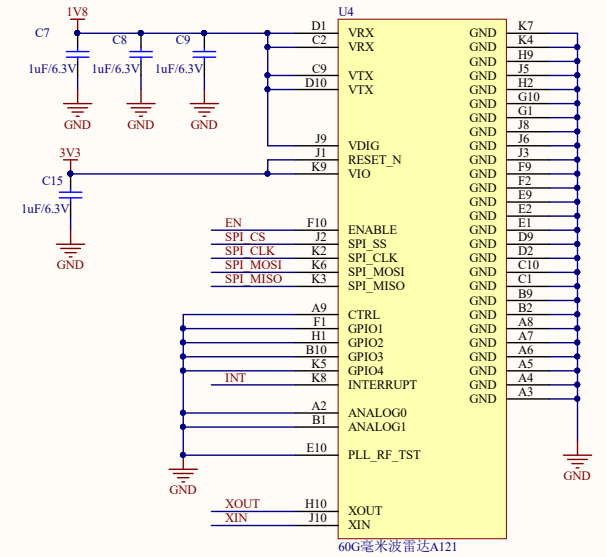 1V8
U4
C7
C8
C9
1uF/6.3V
1uF/6.3V
1uF/6.3V
GND
GND
GND
3V3
C15
1uF/6.3V
GND
D1 VRX GND K7
C2 VRX GND K4
GND H9
C9 VTX GND J5
D10 VTX GND H2
GND G10
GND G1
GND J8
J9 VDIG GND J6
J1 RESET_N GND J3
K9 VIO GND F9
GND F2
GND E9
GND E2
EN F10 ENABLE GND E1
SPI_CS J2 SPI_SS GND D9
SPI_CLK K2 SPI_CLK GND D2
SPI_MOSI K6 SPI_MOSI GND C10
SPI_MISO K3 SPI_MISO GND C1
GND B9
A9 CTRL GND B2
F1 GPIO1 GND A8
H1 GPIO2 GND A7
B10 GPIO3 GND A6
K5 GPIO4 GND A5
INT K8 INTERRUPT GND A4
GND A3
A2 ANALOG0
B1 ANALOG1
E10 PLL_RF_TST
GND
GND
XOUT H10 XOUT
XIN J10 XIN
60G毫米波雷达A121